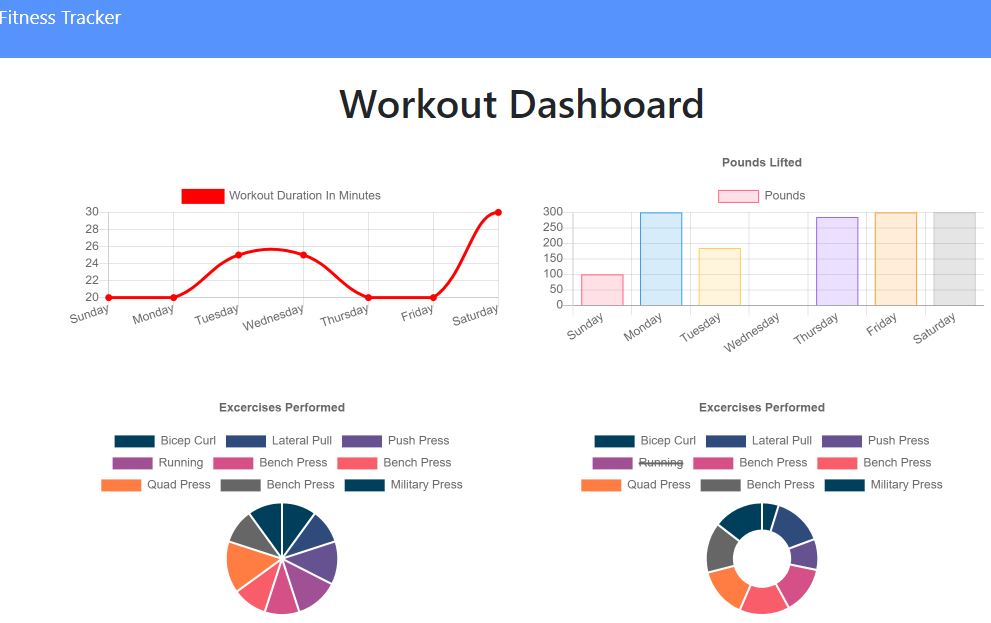 Fitness Tracker
Workout Dashboard
Workout Duration In Minutes
30
28
26
24
22
20
Sunday Monday Tuesday Wednesday Thursday Friday Saturday
Pounds Lifted
Pounds
300
250
200
150
100
50
0
Sunday Monday Tuesday Wednesday Thursday Friday Saturday
Excercises Performed
Bicep Curl Lateral Pull Push Press
Running Bench Press Bench Press
Quad Press Bench Press Military Press
Excercises Performed
Bicep Curl Lateral Pull Push Press
Running Bench Press Bench Press
Quad Press Bench Press Military Press